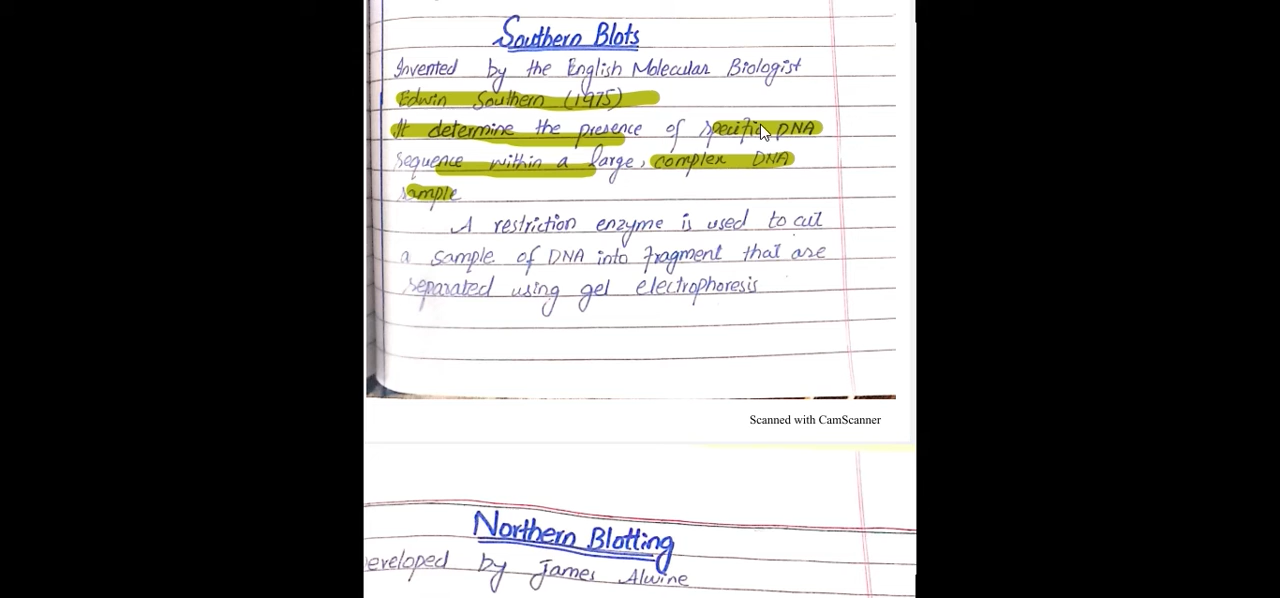 Southern Blots
Invented by the English Molecular Biologist
Edwin Southern (1975)
It determine the presence of specific DNA
sequence within a large, complex DNA
sample
A restriction enzyme is used to cut
a sample of DNA into fragment that are
separated using gel electrophoresis
Scanned with CamScanner
Northern Blotting
eveloped by James Alwine